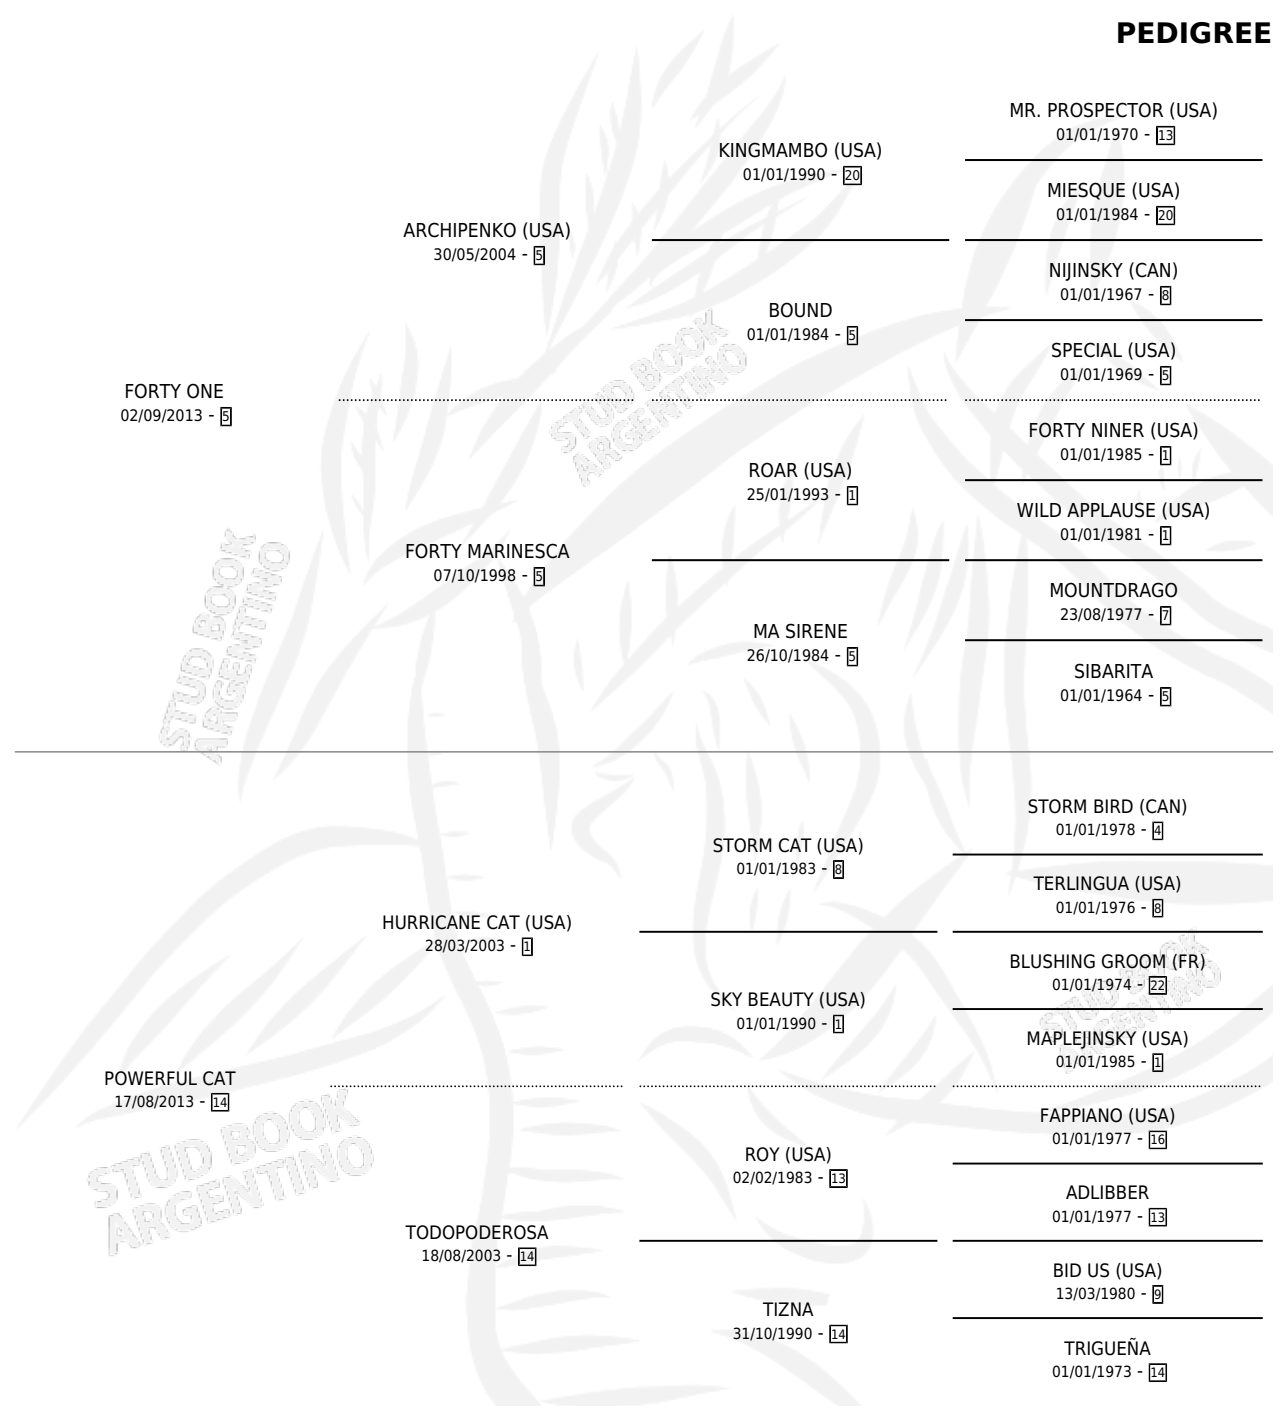 PEDIGREE
MR. PROSPECTOR (USA)
01/01/1970 - 13
KINGMAMBO (USA)
01/01/1990 - 20
MIESQUE (USA)
01/01/1984 - 20
ARCHIPENKO (USA)
30/05/2004 - 5
NIJINSKY (CAN)
01/01/1967 - 8
BOUND
01/01/1984 - 5
SPECIAL (USA)
01/01/1969 - 5
FORTY ONE
02/09/2013 - 5
STUD BOOK
ARGENTINO
FORTY NINER (USA)
01/01/1985 - 1
ROAR (USA)
25/01/1993 - 1
WILD APPLAUSE (USA)
01/01/1981 - 1
FORTY MARINESCA
07/10/1998 - 5
MOUNTDRAGO
23/08/1977 - 7
MA SIRENE
26/10/1984 - 5
SIBARITA
01/01/1964 - 5
STUD BOOK
ARGENTINO
STORM BIRD (CAN)
01/01/1978 - 4
STORM CAT (USA)
01/01/1983 - 8
TERLINGUA (USA)
01/01/1976 - 8
HURRICANE CAT (USA)
28/03/2003 - 1
BLUSHING GROOM (FR)
01/01/1974 - 22
SKY BEAUTY (USA)
01/01/1990 - 1
STUD BOOK
ARGENTINO
MAPLEJINSKY (USA)
01/01/1985 - 1
POWERFUL CAT
17/08/2013 - 14
STUD BOOK
ARGENTINO
FAPPIANO (USA)
01/01/1977 - 16
ROY (USA)
02/02/1983 - 13
ADLIBBER
01/01/1977 - 13
TODOPODEROSA
18/08/2003 - 14
BID US (USA)
13/03/1980 - 9
TIZNA
31/10/1990 - 14
TRIGUEÑA
01/01/1973 - 14